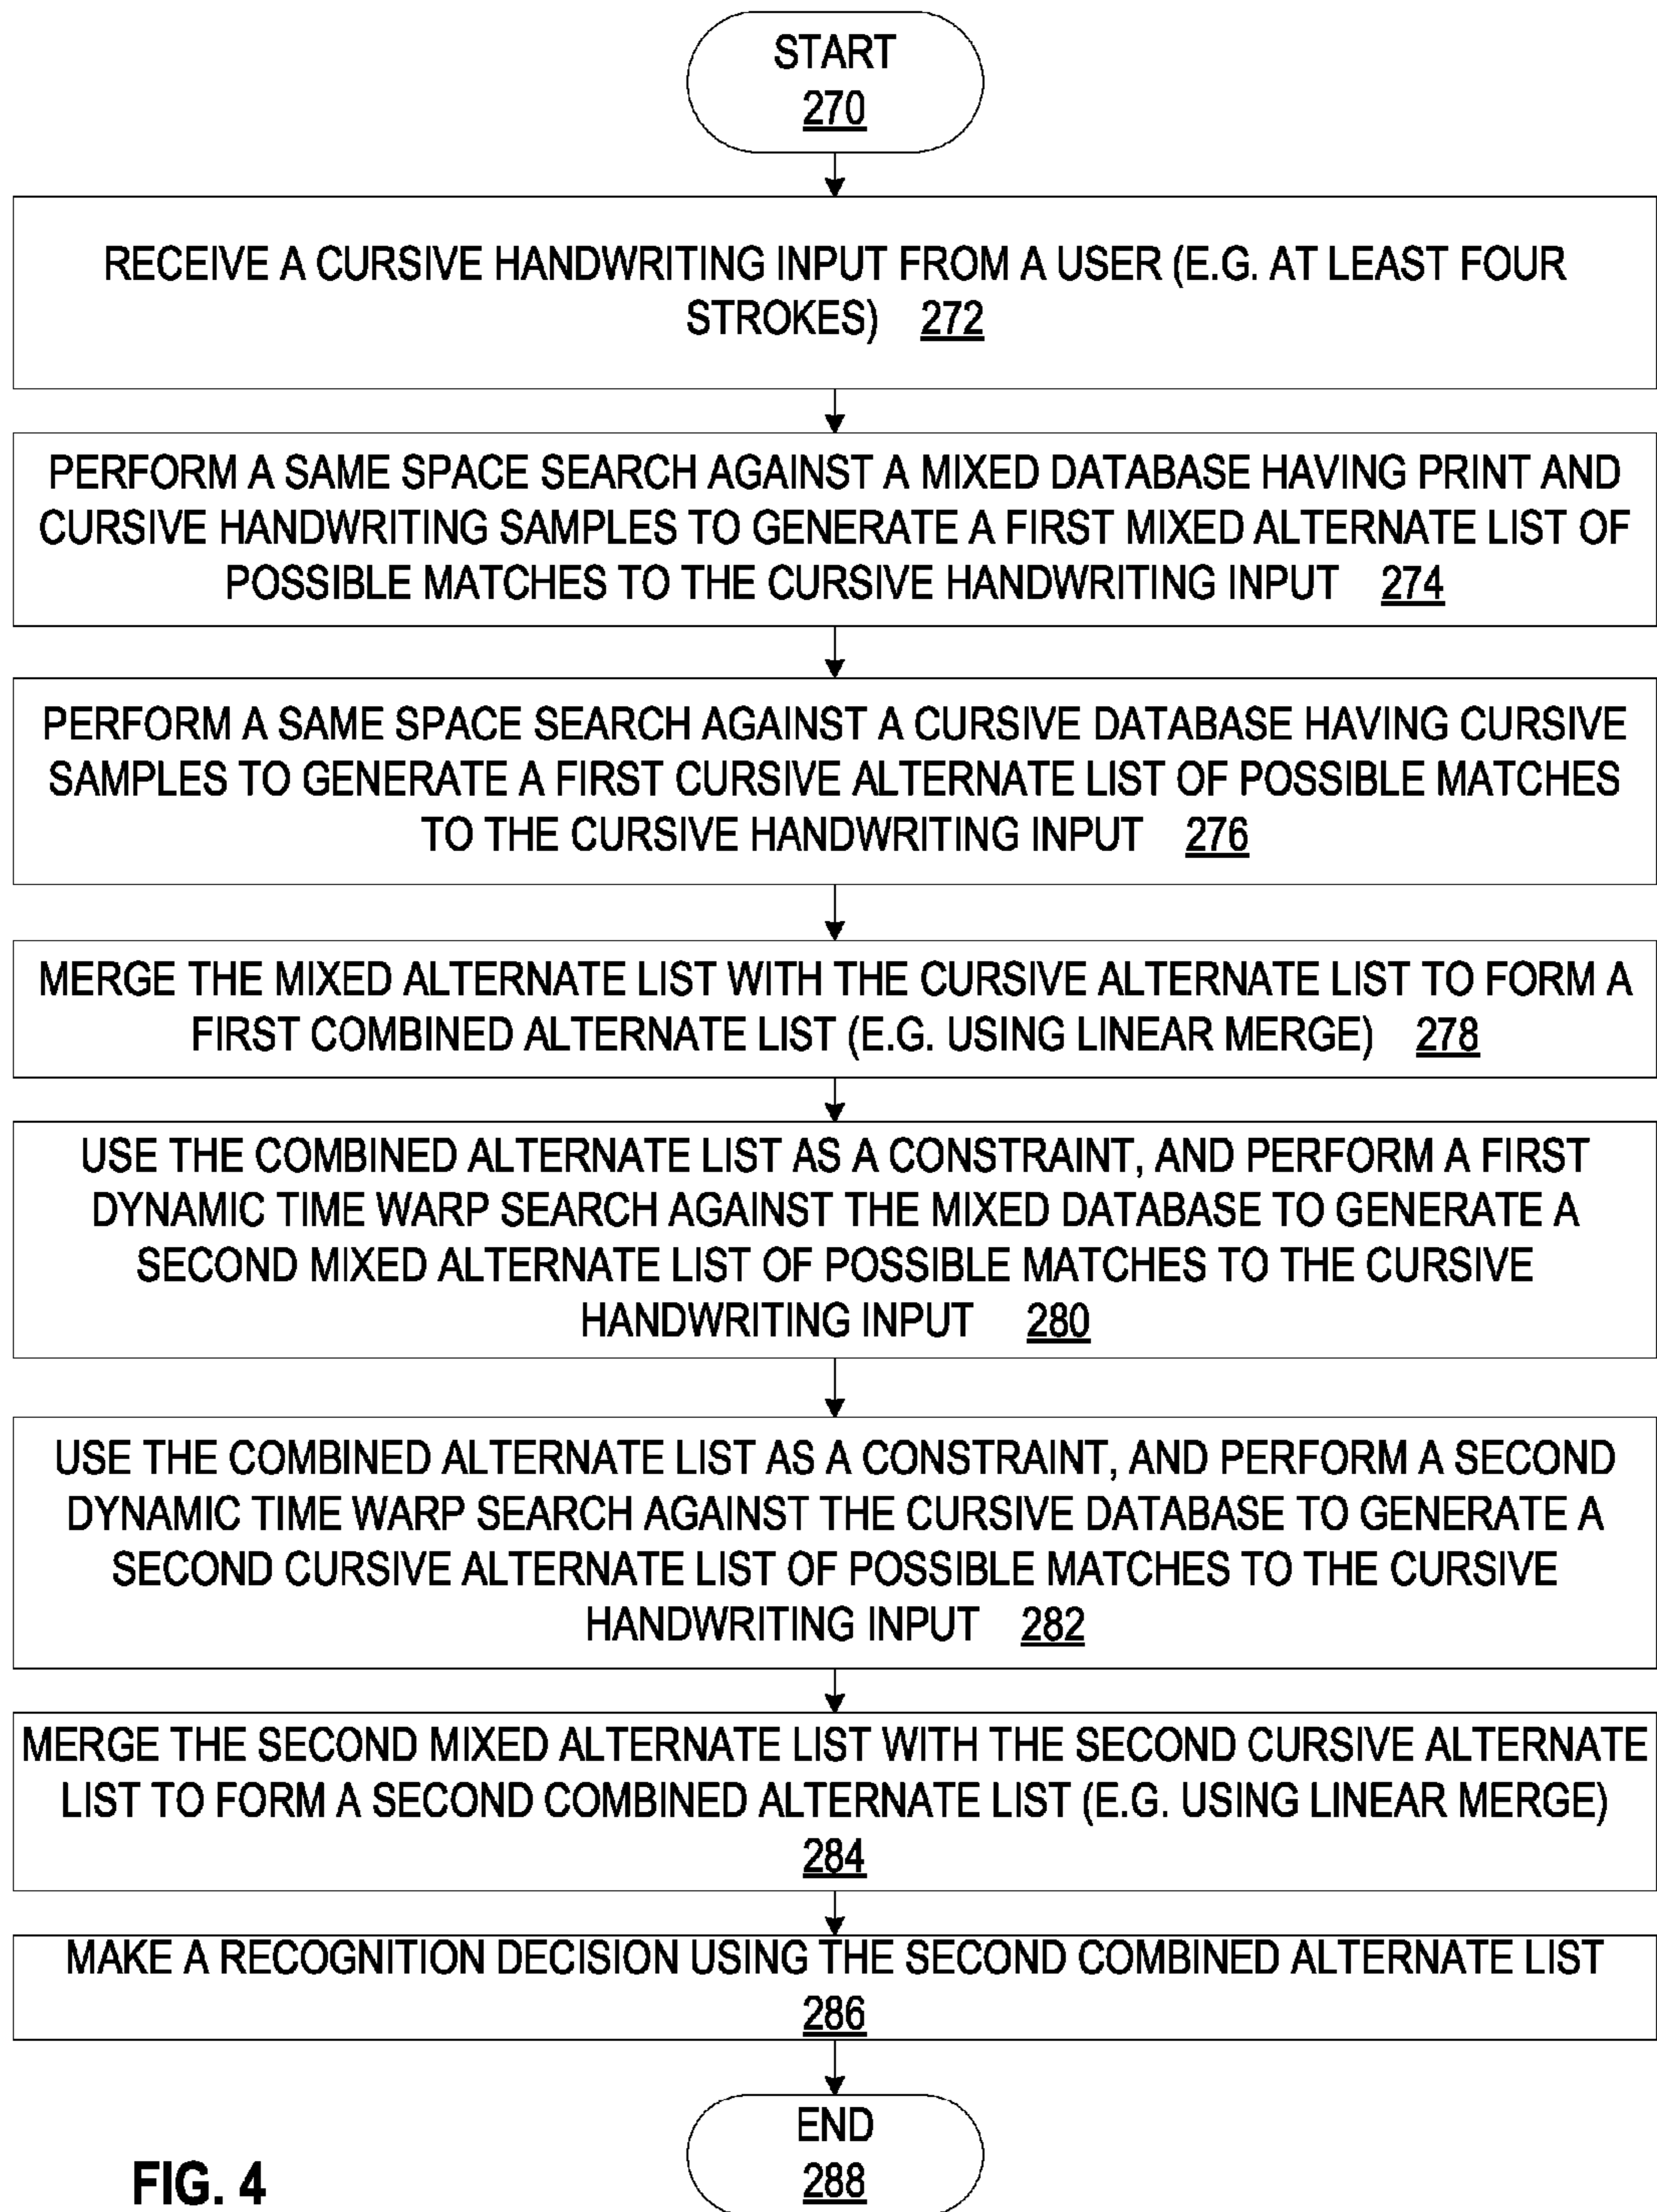 START
270
RECEIVE A CURSIVE HANDWRITING INPUT FROM A USER (E.G. AT LEAST FOUR
STROKES) 272
PERFORM A SAME SPACE SEARCH AGAINST A MIXED DATABASE HAVING PRINT AND
CURSIVE HANDWRITING SAMPLES TO GENERATE A FIRST MIXED ALTERNATE LIST OF
POSSIBLE MATCHES TO THE CURSIVE HANDWRITING INPUT 274
PERFORM A SAME SPACE SEARCH AGAINST A CURSIVE DATABASE HAVING CURSIVE
SAMPLES TO GENERATE A FIRST CURSIVE ALTERNATE LIST OF POSSIBLE MATCHES
TO THE CURSIVE HANDWRITING INPUT 276
MERGE THE MIXED ALTERNATE LIST WITH THE CURSIVE ALTERNATE LIST TO FORM A
FIRST COMBINED ALTERNATE LIST (E.G. USING LINEAR MERGE) 278
USE THE COMBINED ALTERNATE LIST AS A CONSTRAINT, AND PERFORM A FIRST
DYNAMIC TIME WARP SEARCH AGAINST THE MIXED DATABASE TO GENERATE A
SECOND MIXED ALTERNATE LIST OF POSSIBLE MATCHES TO THE CURSIVE
HANDWRITING INPUT 280
USE THE COMBINED ALTERNATE LIST AS A CONSTRAINT, AND PERFORM A SECOND
DYNAMIC TIME WARP SEARCH AGAINST THE CURSIVE DATABASE TO GENERATE A
SECOND CURSIVE ALTERNATE LIST OF POSSIBLE MATCHES TO THE CURSIVE
HANDWRITING INPUT 282
MERGE THE SECOND MIXED ALTERNATE LIST WITH THE SECOND CURSIVE ALTERNATE
LIST TO FORM A SECOND COMBINED ALTERNATE LIST (E.G. USING LINEAR MERGE)
284
MAKE A RECOGNITION DECISION USING THE SECOND COMBINED ALTERNATE LIST
286
END
288
FIG. 4